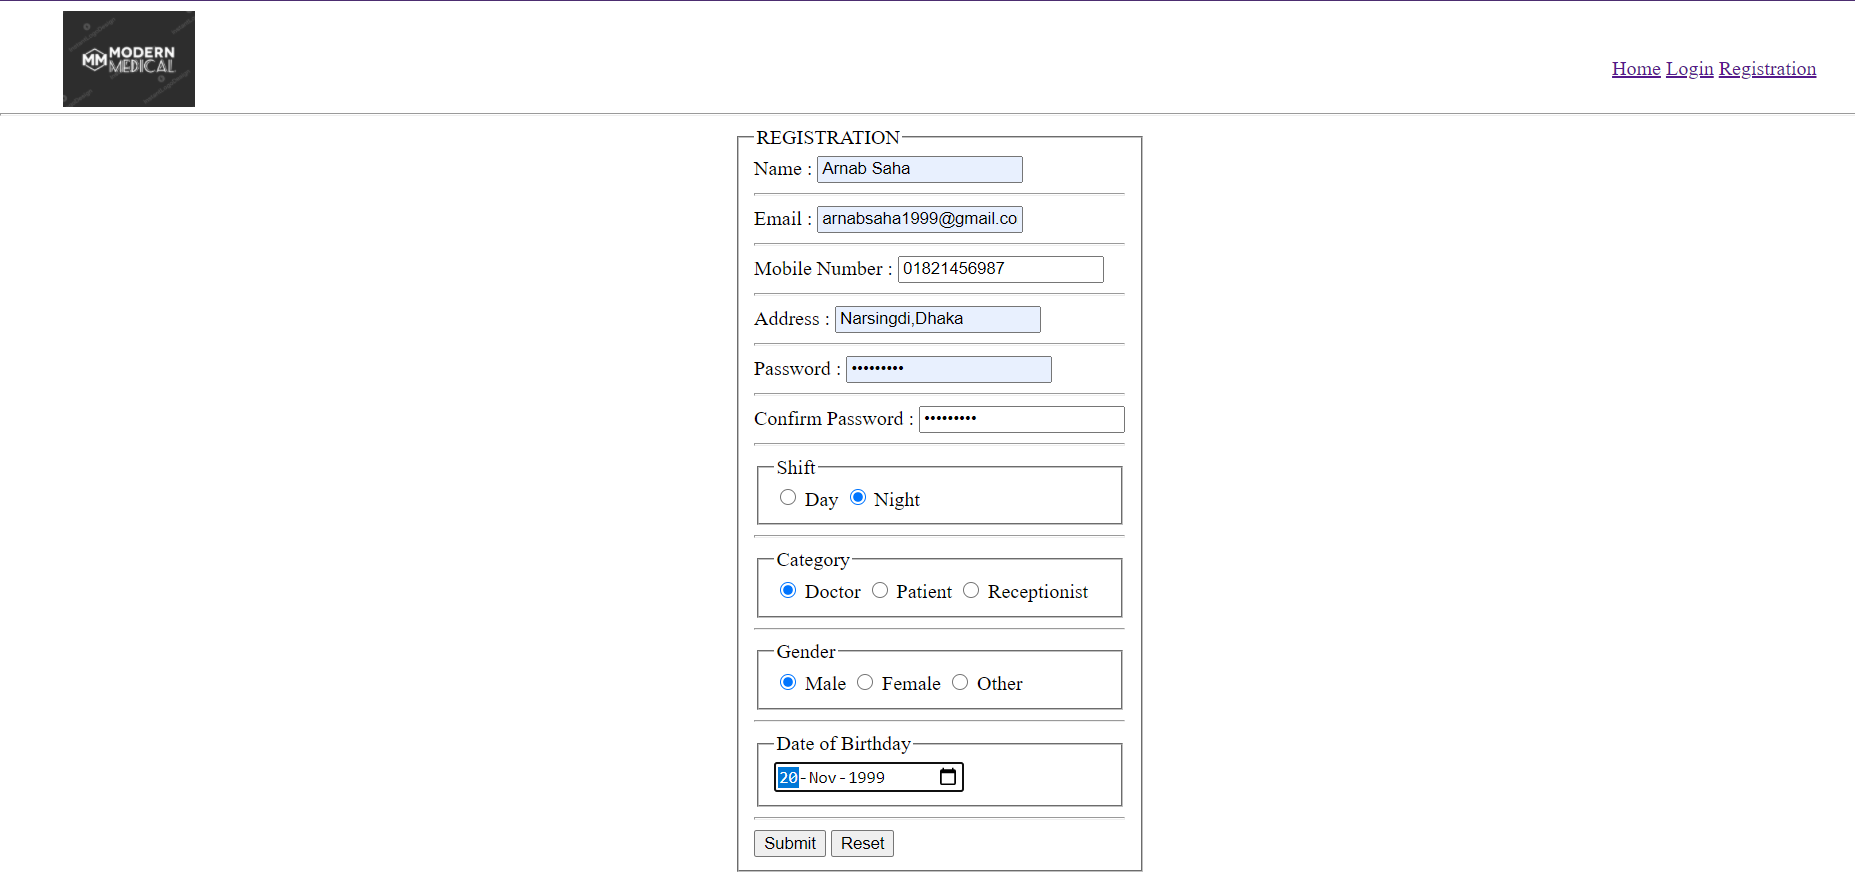 MM MODERN
MEDICAL
Home Login Registration
REGISTRATION
Name : Arnab Saha
Email : arnabsaha1999@gmail.co
Mobile Number : 01821456987
Address : Narsingdi,Dhaka
Password : •••••••••
Confirm Password : •••••••••
Shift
Day Night
Category
Doctor Patient Receptionist
Gender
Male Female Other
Date of Birthday
20-Nov-1999
Submit Reset